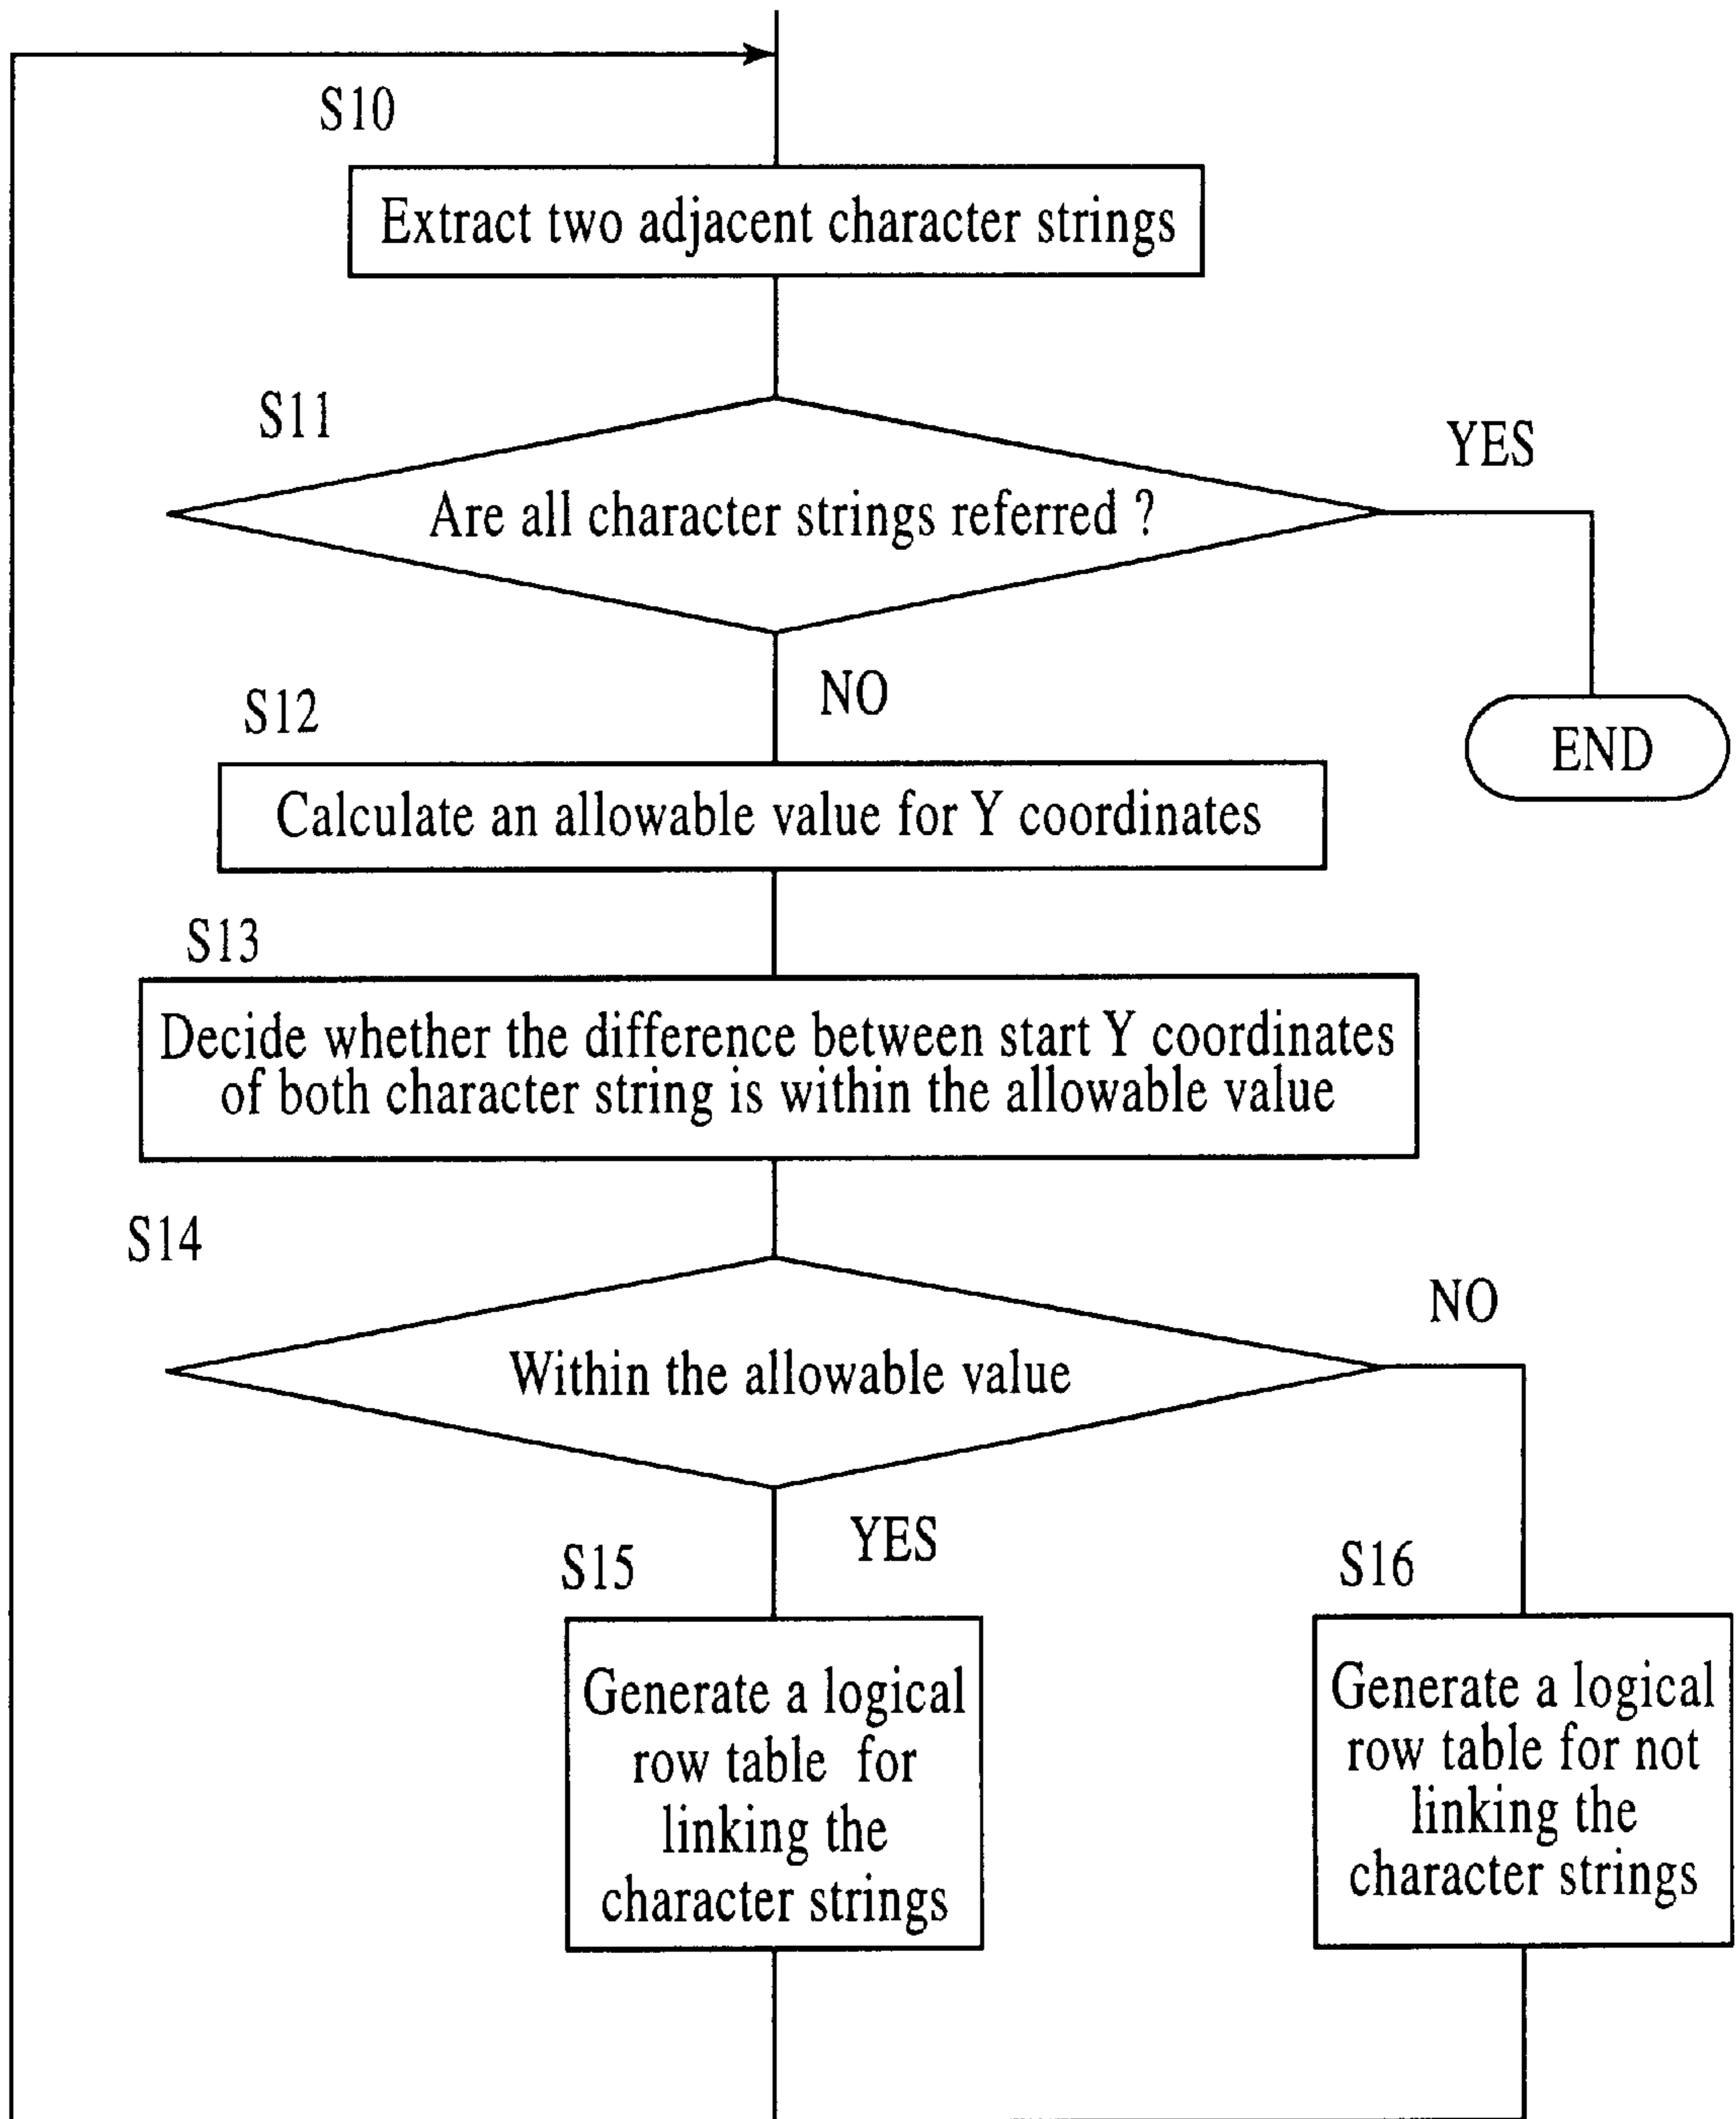 S10
Extract two adjacent character strings
S11
YES
Are all character strings referred ?
NO
S12
END
Calculate an allowable value for Y coordinates
S13
Decide whether the difference between start Y coordinates
of both character string is within the allowable value
S14
NO
Within the allowable value
YES
S15
S16
Generate a logical
row table for
linking the
character strings
Generate a logical
row table for not
linking the
character strings